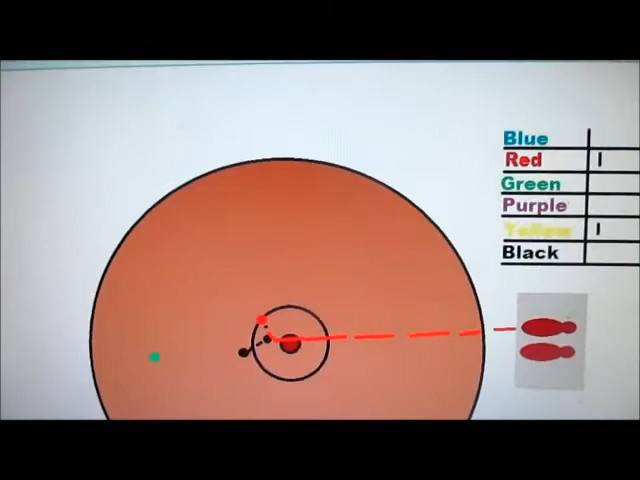 Blue
Red |
Green
Purple
Yellow |
Black